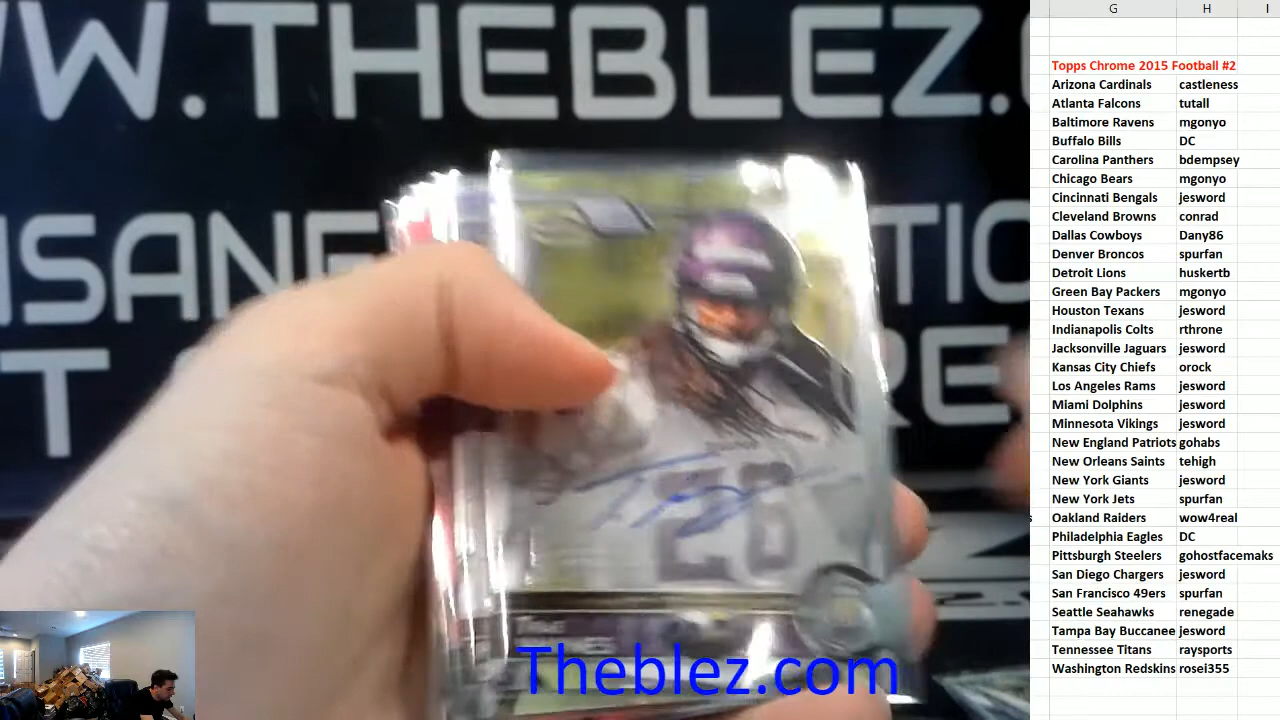 W.THEBLEZ.C
ISANE
TIO
T
RE
26
Theblez.com
G H I
Topps Chrome 2015 Football #2
Arizona Cardinals castleness
Atlanta Falcons tutall
Baltimore Ravens mgonyo
Buffalo Bills DC
Carolina Panthers bdempsey
Chicago Bears mgonyo
Cincinnati Bengals jesword
Cleveland Browns conrad
Dallas Cowboys Dany86
Denver Broncos spurfan
Detroit Lions huskertb
Green Bay Packers mgonyo
Houston Texans jesword
Indianapolis Colts rthrone
Jacksonville Jaguars jesword
Kansas City Chiefs orock
Los Angeles Rams jesword
Miami Dolphins jesword
Minnesota Vikings jesword
New England Patriots gohabs
New Orleans Saints tehigh
New York Giants jesword
New York Jets spurfan
Oakland Raiders wow4real
Philadelphia Eagles DC
Pittsburgh Steelers gohostfacemaks
San Diego Chargers jesword
San Francisco 49ers spurfan
Seattle Seahawks renegade
Tampa Bay Buccanee jesword
Tennessee Titans raysports
Washington Redskins rosei355